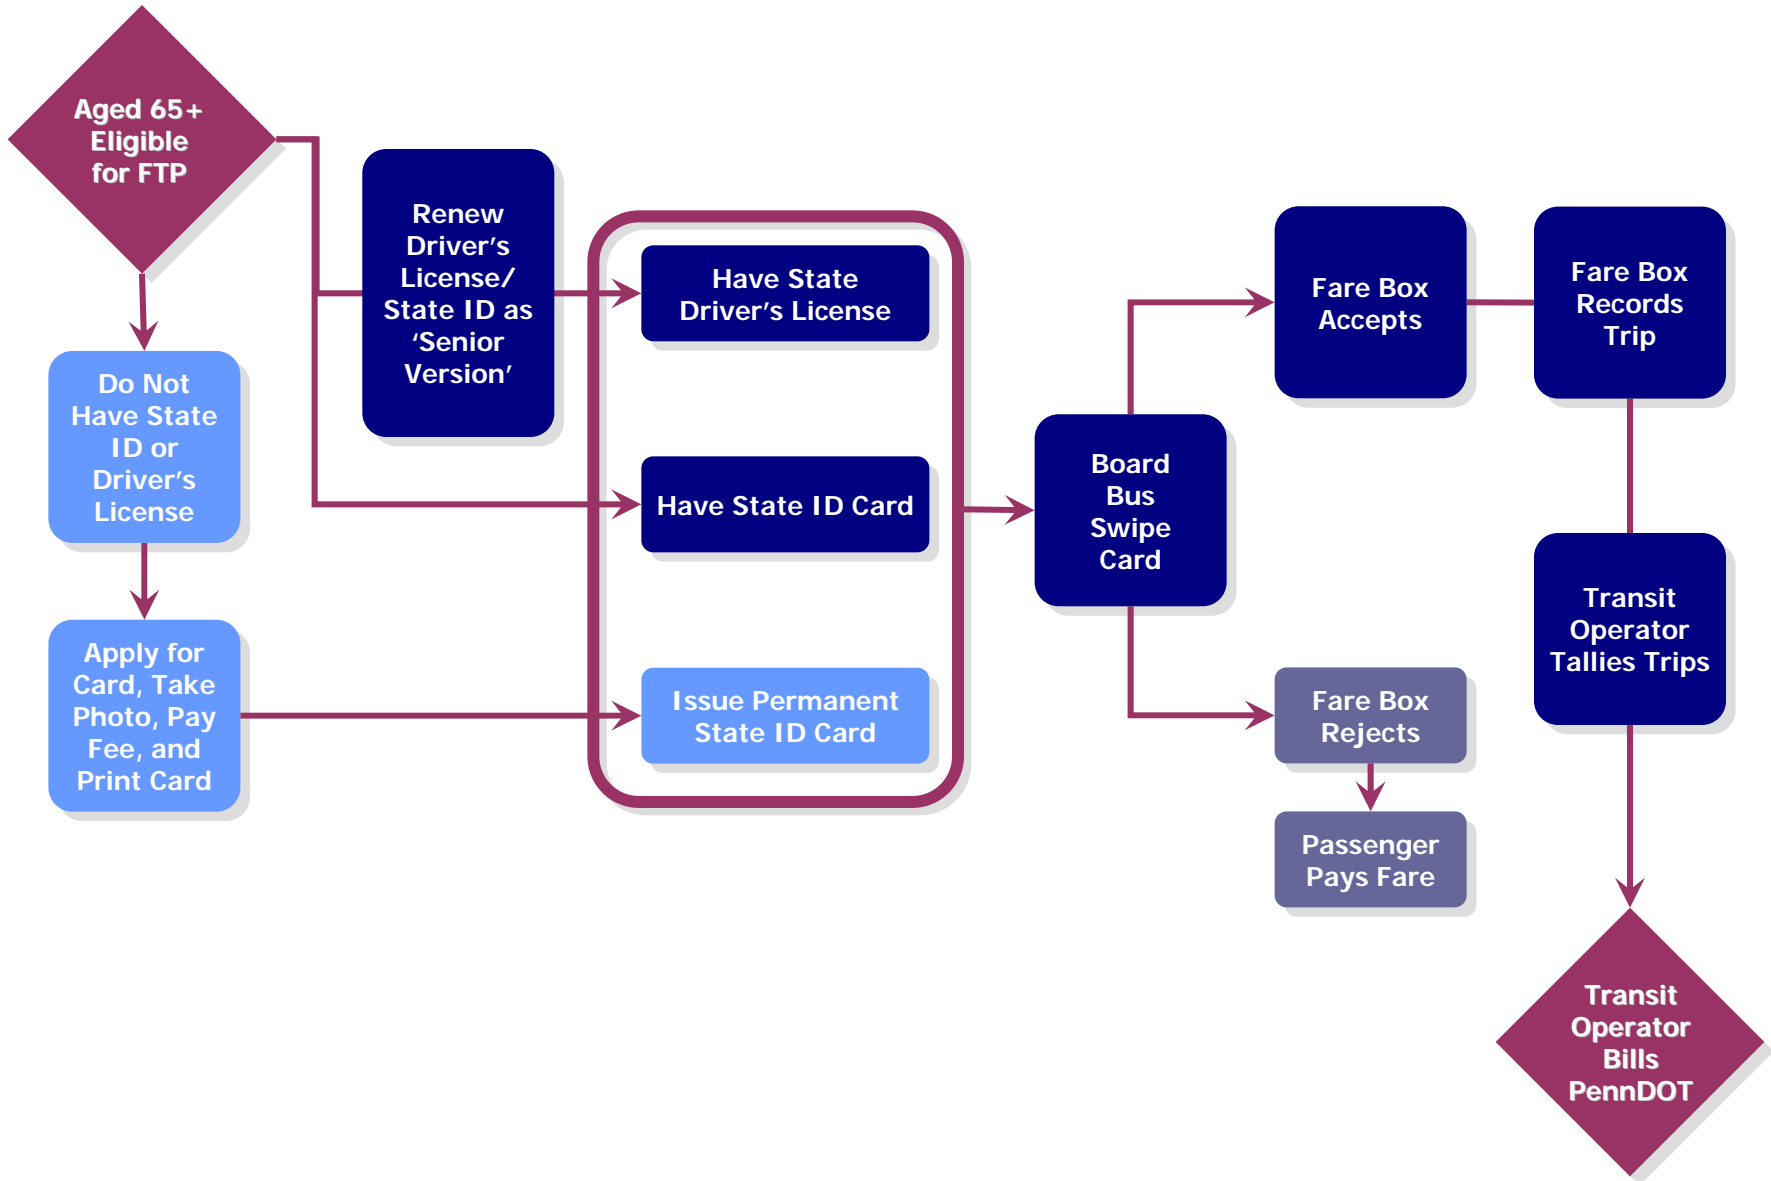 Aged 65+
Eligible
for FTP
Do Not
Have State
ID or
Driver’s
License
Apply for
Card, Take
Photo, Pay
Fee, and
Print Card
Renew
Driver’s
License/
State ID as
‘Senior
Version’
Have State
Driver’s License
Have State ID Card
Issue Permanent
State ID Card
Board
Bus
Swipe
Card
Fare Box
Accepts
Fare Box
Records
Trip
Fare Box
Rejects
Passenger
Pays Fare
Transit
Operator
Tallies Trips
Transit
Operator
Bills
PennDOT